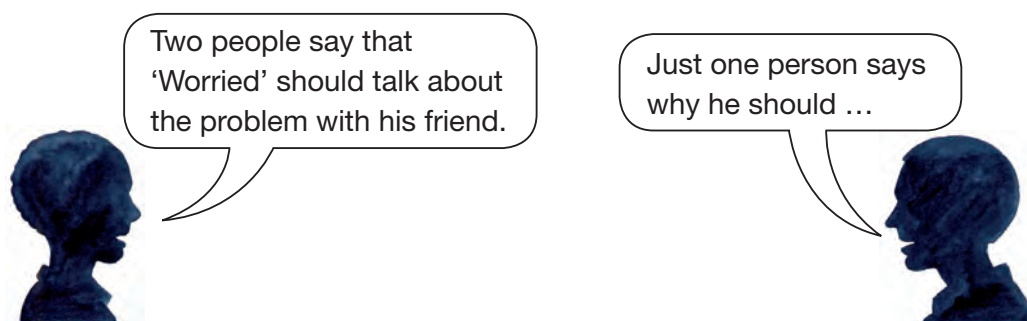 Two people say that
‘Worried’ should talk about
the problem with his friend.
Just one person says
why he should …